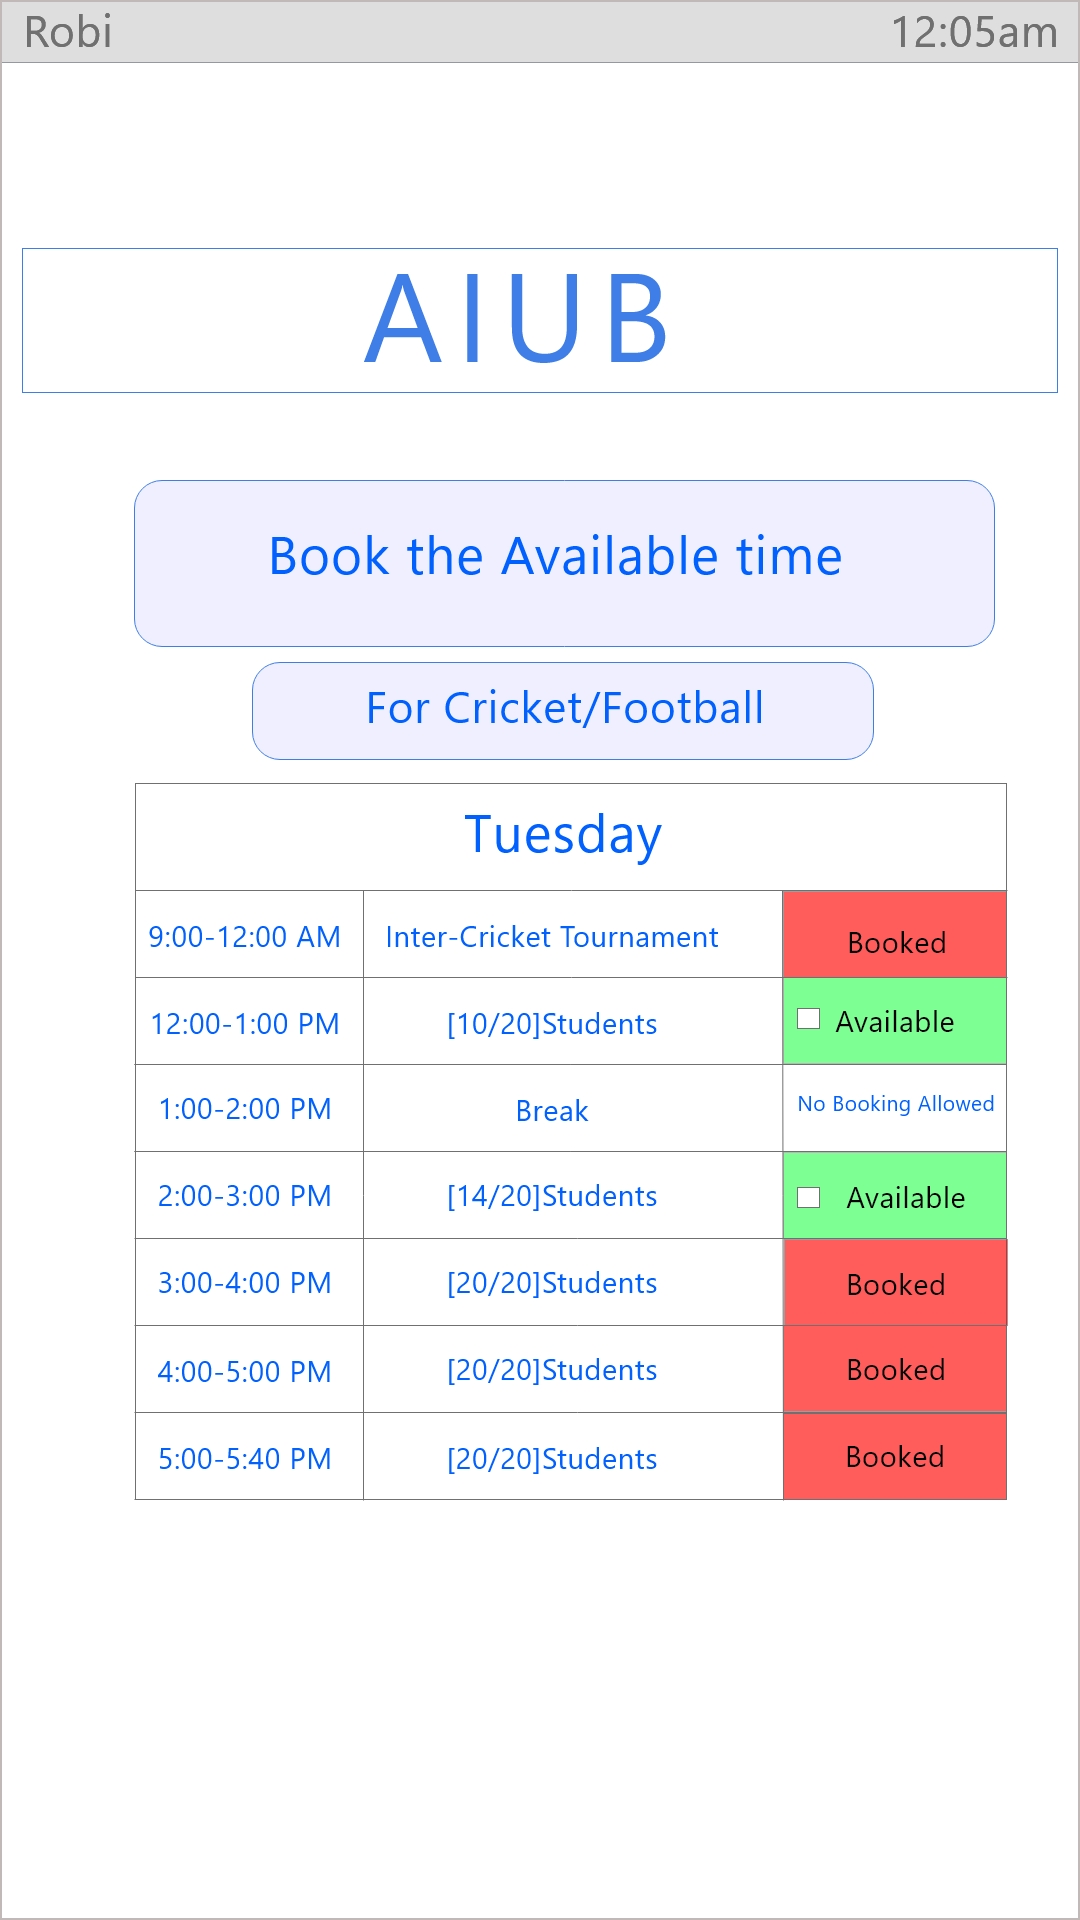 Robi 12:05am
AIUB
Book the Available time
For Cricket/Football
Tuesday
9:00-12:00 AM Inter-Cricket Tournament Booked
12:00-1:00 PM [10/20]Students Available
1:00-2:00 PM Break No Booking Allowed
2:00-3:00 PM [14/20]Students Available
3:00-4:00 PM [20/20]Students Booked
4:00-5:00 PM [20/20]Students Booked
5:00-5:40 PM [20/20]Students Booked